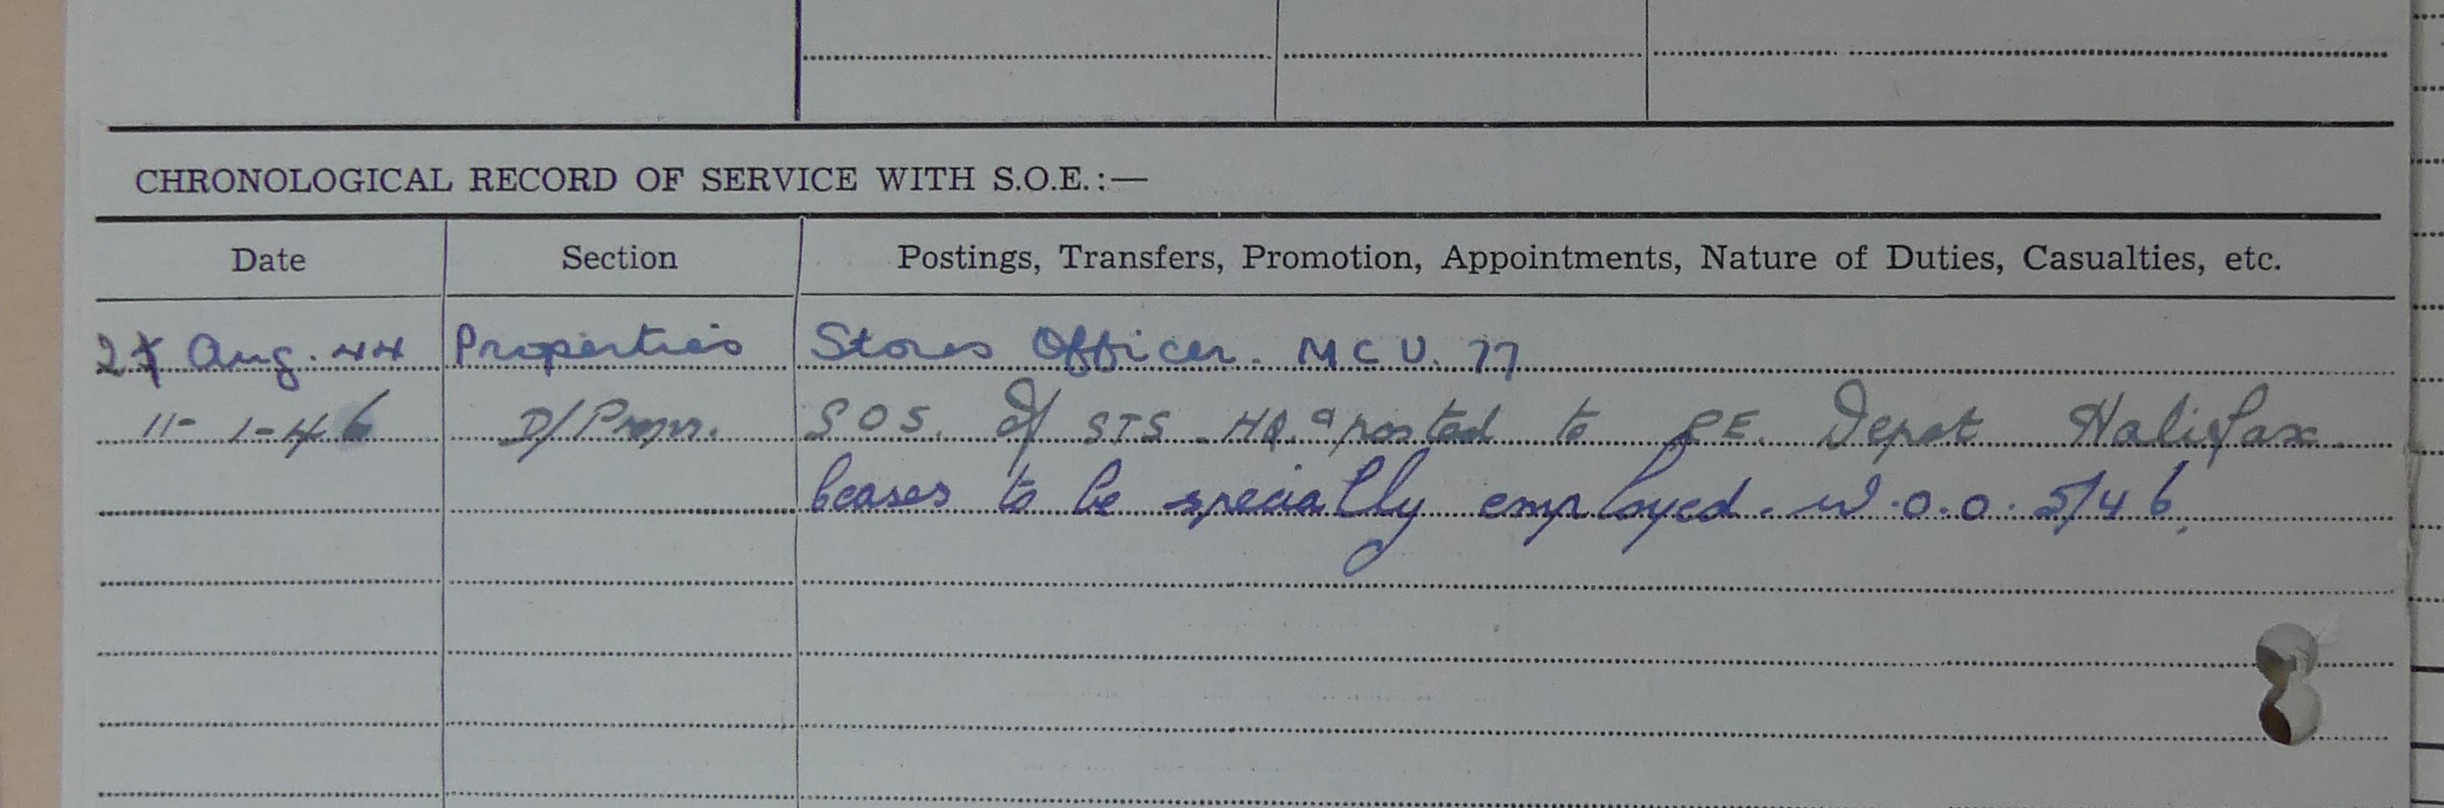 CHRONOLOGICAL RECORD OF SERVICE WITH S.O.E. :—
Date Section Postings, Transfers, Promotion, Appointments, Nature of Duties, Casualties, etc.
Aug. 44 Properties Stores Officer. M C U. 77
11- 1-46 D/Propn. S O S. of STS HQ. & posted to R.E. Depot Halifax
Ceases to be specially employed. W.O.O. 5/46.